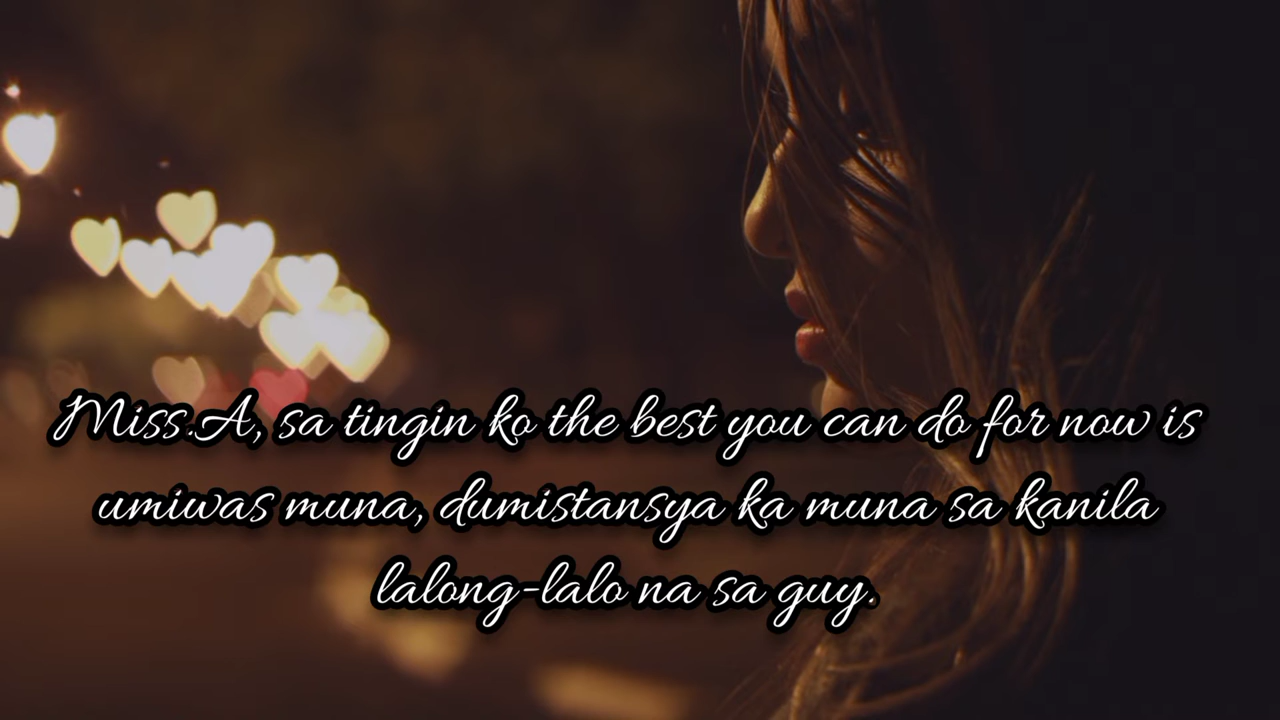 Miss.A, sa tingin ko the best you can do for now is
umiwas muna, dumistansya ka muna sa kanila
lalong-lalo na sa guy.